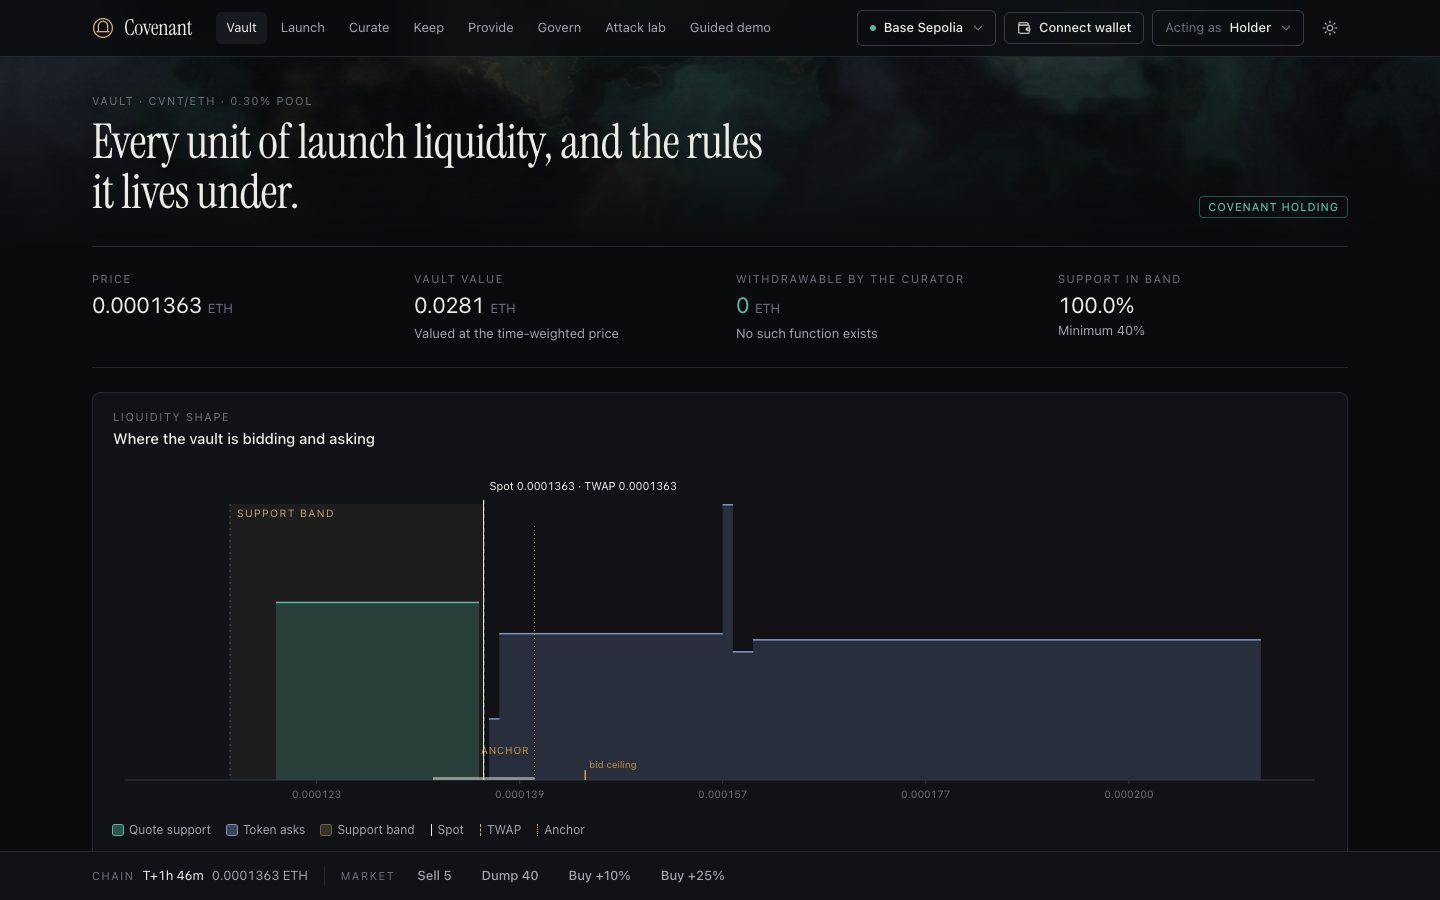 Covenant
Vault Launch Curate Keep Provide Govern Attack lab Guided demo
Base Sepolia
Connect wallet
Acting as Holder
VAULT · CVNT/ETH · 0.30% POOL
Every unit of launch liquidity, and the rules
it lives under.
COVENANT HOLDING
PRICE
0.0001363 ETH
VAULT VALUE
0.0281 ETH
Valued at the time-weighted price
WITHDRAWABLE BY THE CURATOR
0 ETH
No such function exists
SUPPORT IN BAND
100.0%
Minimum 40%
LIQUIDITY SHAPE
Where the vault is bidding and asking
Spot 0.0001363 · TWAP 0.0001363
SUPPORT BAND
ANCHOR
bid ceiling
0.000123 0.000139 0.000157 0.000177 0.000200
Quote support Token asks Support band Spot TWAP Anchor
CHAIN T+1h 46m 0.0001363 ETH MARKET Sell 5 Dump 40 Buy +10% Buy +25%